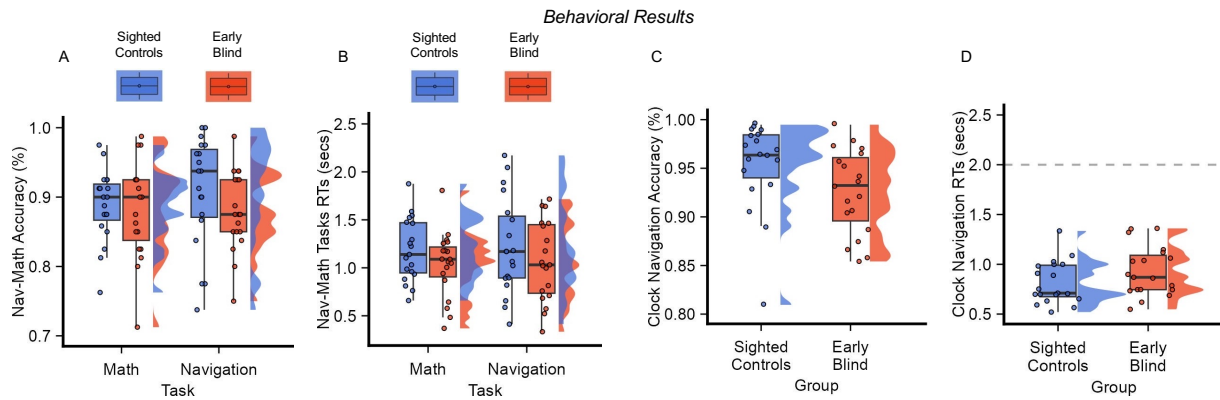 Behavioral Results
A
Sighted
Controls
Early
Blind
Nav-Math Accuracy (%)
1.0
0.9
0.8
0.7
Math
Navigation
Task
B
Sighted
Controls
Early
Blind
Nav-Math Tasks RTs (secs)
2.5
2.0
1.5
1.0
0.5
Math
Navigation
Task
C
Clock Navigation Accuracy (%)
1.00
0.95
0.90
0.85
0.80
Sighted
Controls
Early
Blind
Group
D
Clock Navigation RTs (secs)
2.5
2.0
1.5
1.0
0.5
Sighted
Controls
Early
Blind
Group